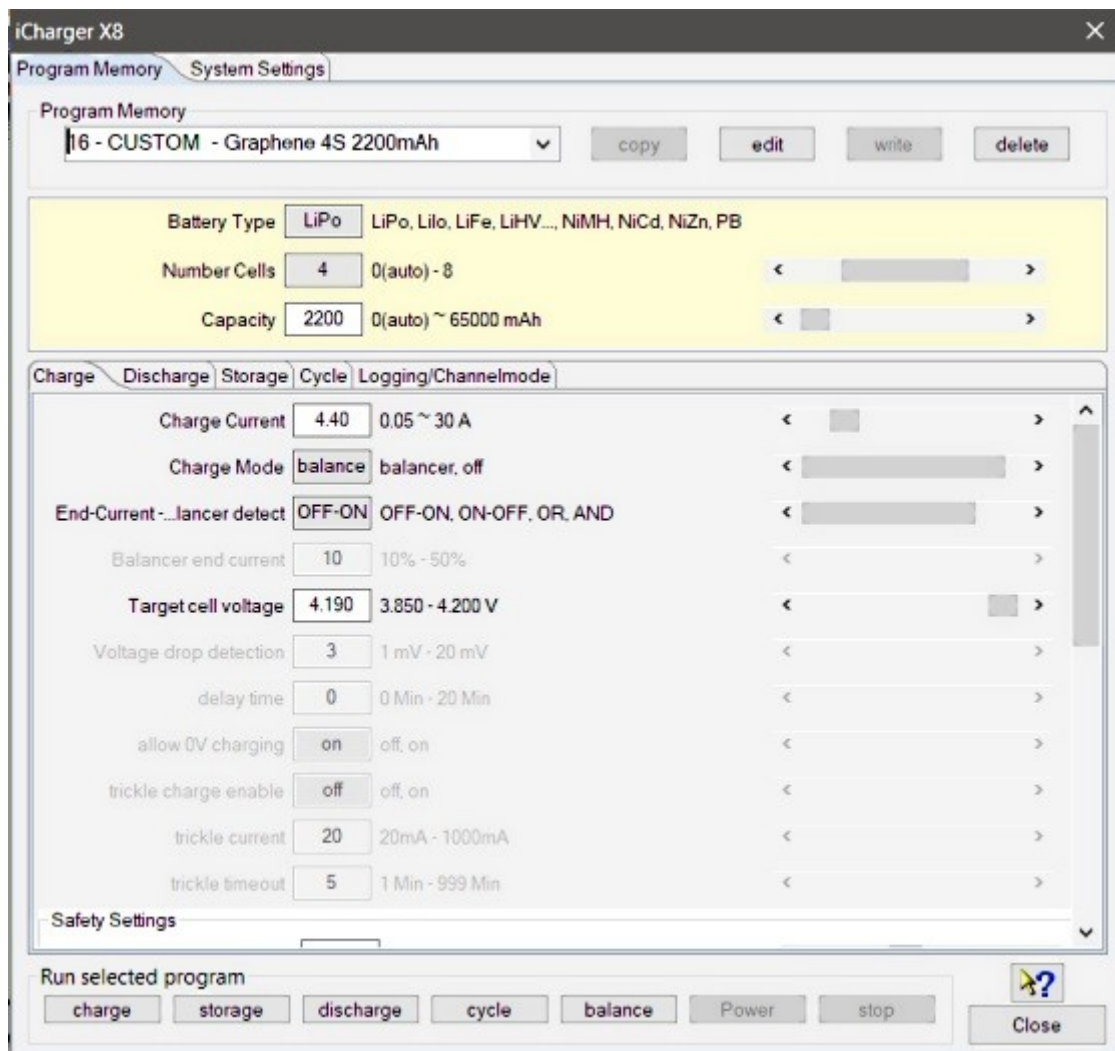 iCharger X8
Program Memory System Settings
Program Memory
16 - CUSTOM - Graphene 4S 2200mAh copy edit write delete
Battery Type LiPo LiPo, LiIo, LiFe, LiHV..., NiMH, NiCd, NiZn, PB
Number Cells 4 0(auto) - 8
Capacity 2200 0(auto) ~ 65000 mAh
Charge Discharge Storage Cycle Logging/Channelmode
Charge Current 4.40 0.05 ~ 30 A
Charge Mode balance balancer, off
End-Current-...lancer detect OFF-ON OFF-ON, ON-OFF, OR, AND
Balancer end current 10 10% - 50%
Target cell voltage 4.190 3.850 - 4.200 V
Voltage drop detection 3 1 mV - 20 mV
delay time 0 0 Min - 20 Min
allow 0V charging on off, on
trickle charge enable off off, on
trickle current 20 20mA - 1000mA
trickle timeout 5 1 Min - 999 Min
Safety Settings
Run selected program
charge storage discharge cycle balance Power stop
Close